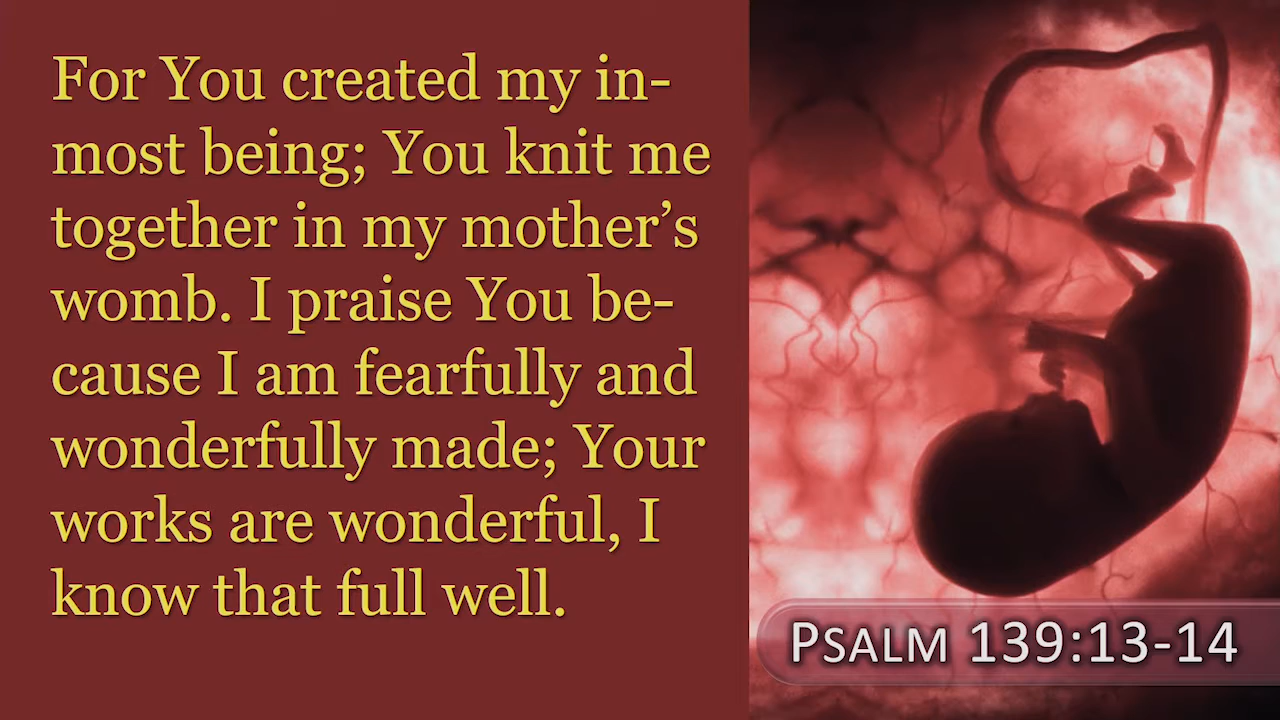 For You created my in-
most being; You knit me
together in my mother’s
womb. I praise You be-
cause I am fearfully and
wonderfully made; Your
works are wonderful, I
know that full well.
Psalm 139:13-14